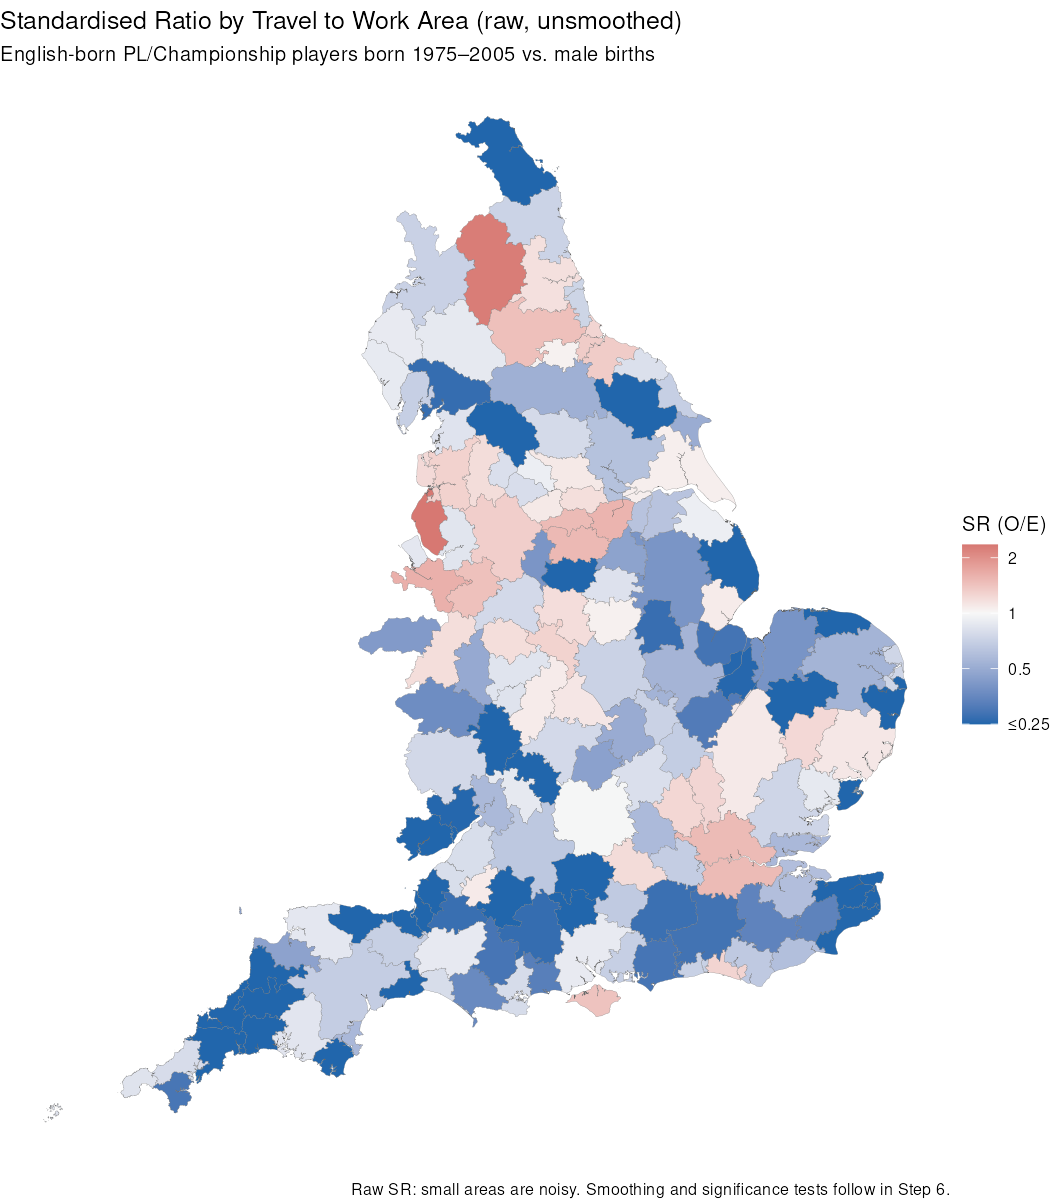 Standardised Ratio by Travel to Work Area (raw, unsmoothed)
English-born PL/Championship players born 1975–2005 vs. male births
SR (O/E)
2
1
0.5
≤0.25
Raw SR: small areas are noisy. Smoothing and significance tests follow in Step 6.